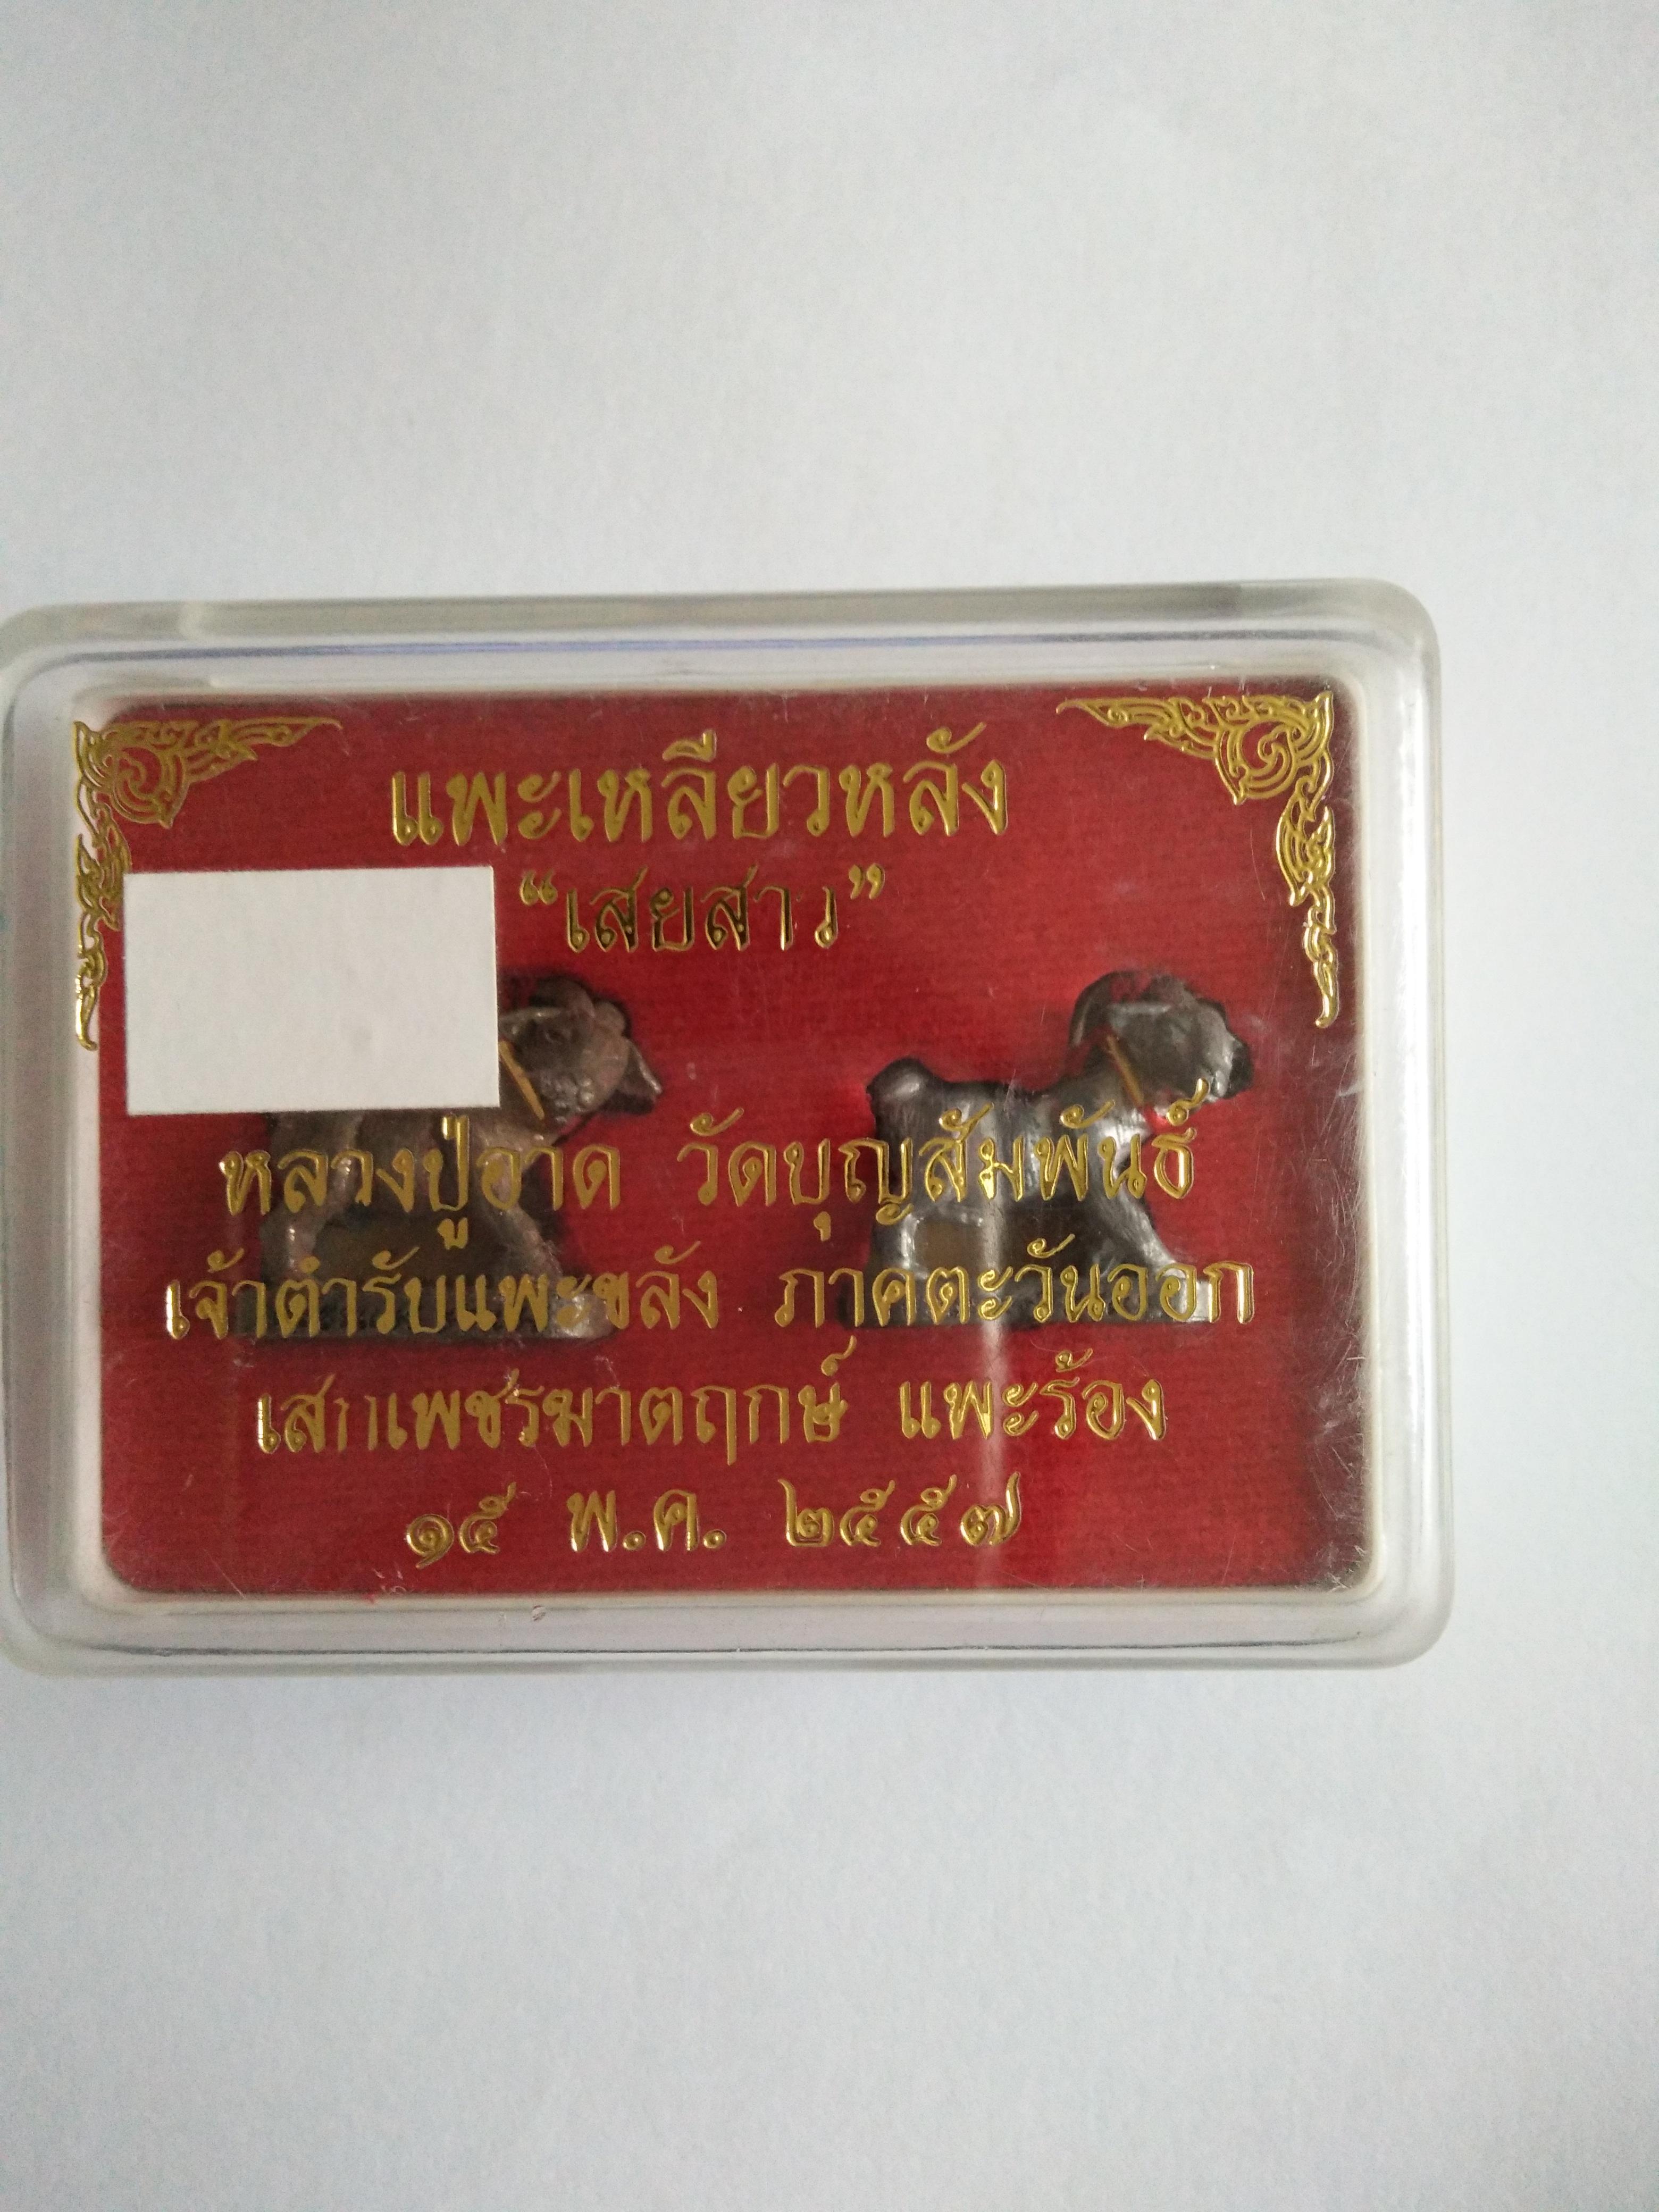 แพะเหลียวหลัง
“เสยสาว”
หลวงปู่อาด วัดบุญสัมพันธ์
เจ้าตำรับแพะขลัง ภาคตะวันออก
เสกเพชรฆาตฤกษ์ แพะร้อง
๑๕ พ.ค. ๒๕๕๗